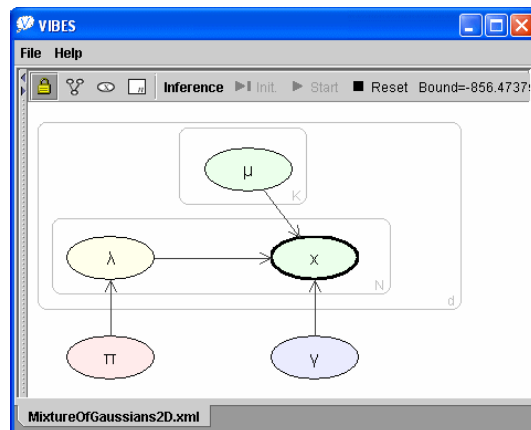 VIBES
File Help
n Inference Init. Start Reset Bound=-856.4737
μ
K
λ
x
N
d
π
γ
MixtureOfGaussians2D.xml